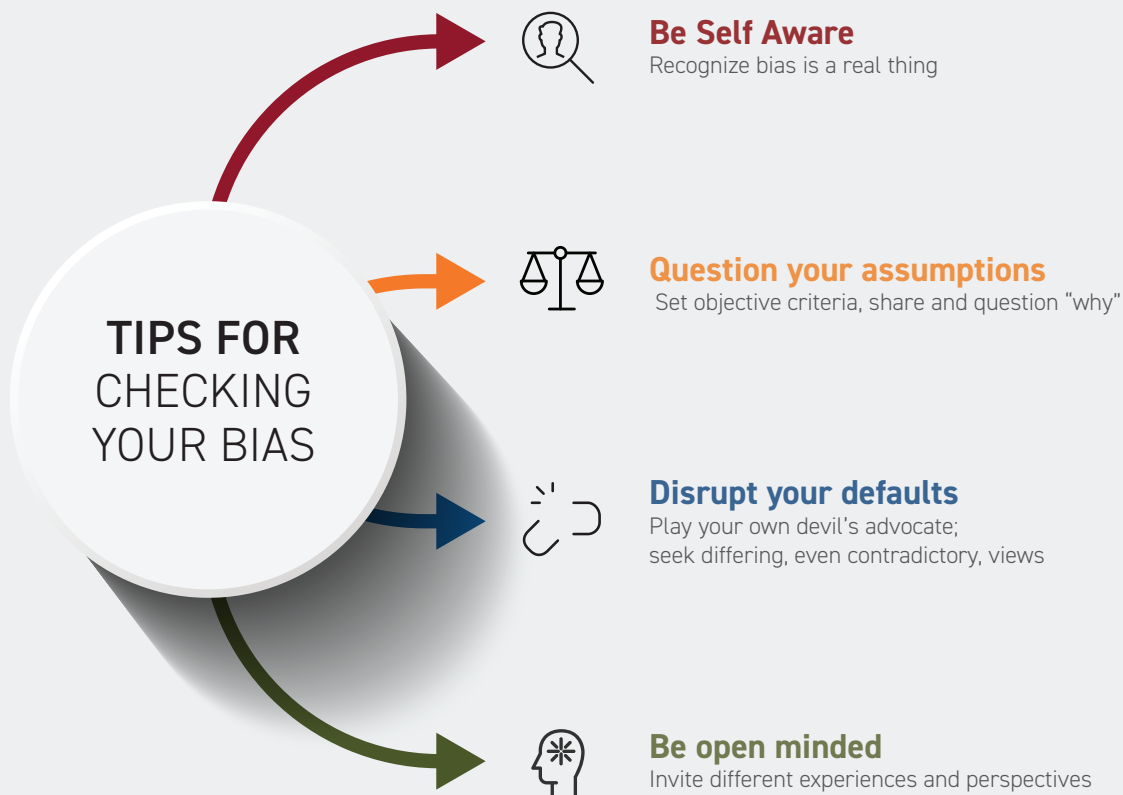 TIPS FOR
CHECKING
YOUR BIAS
Be Self Aware
Recognize bias is a real thing
Question your assumptions
Set objective criteria, share and question “why”
Disrupt your defaults
Play your own devil’s advocate;
seek differing, even contradictory, views
Be open minded
Invite different experiences and perspectives